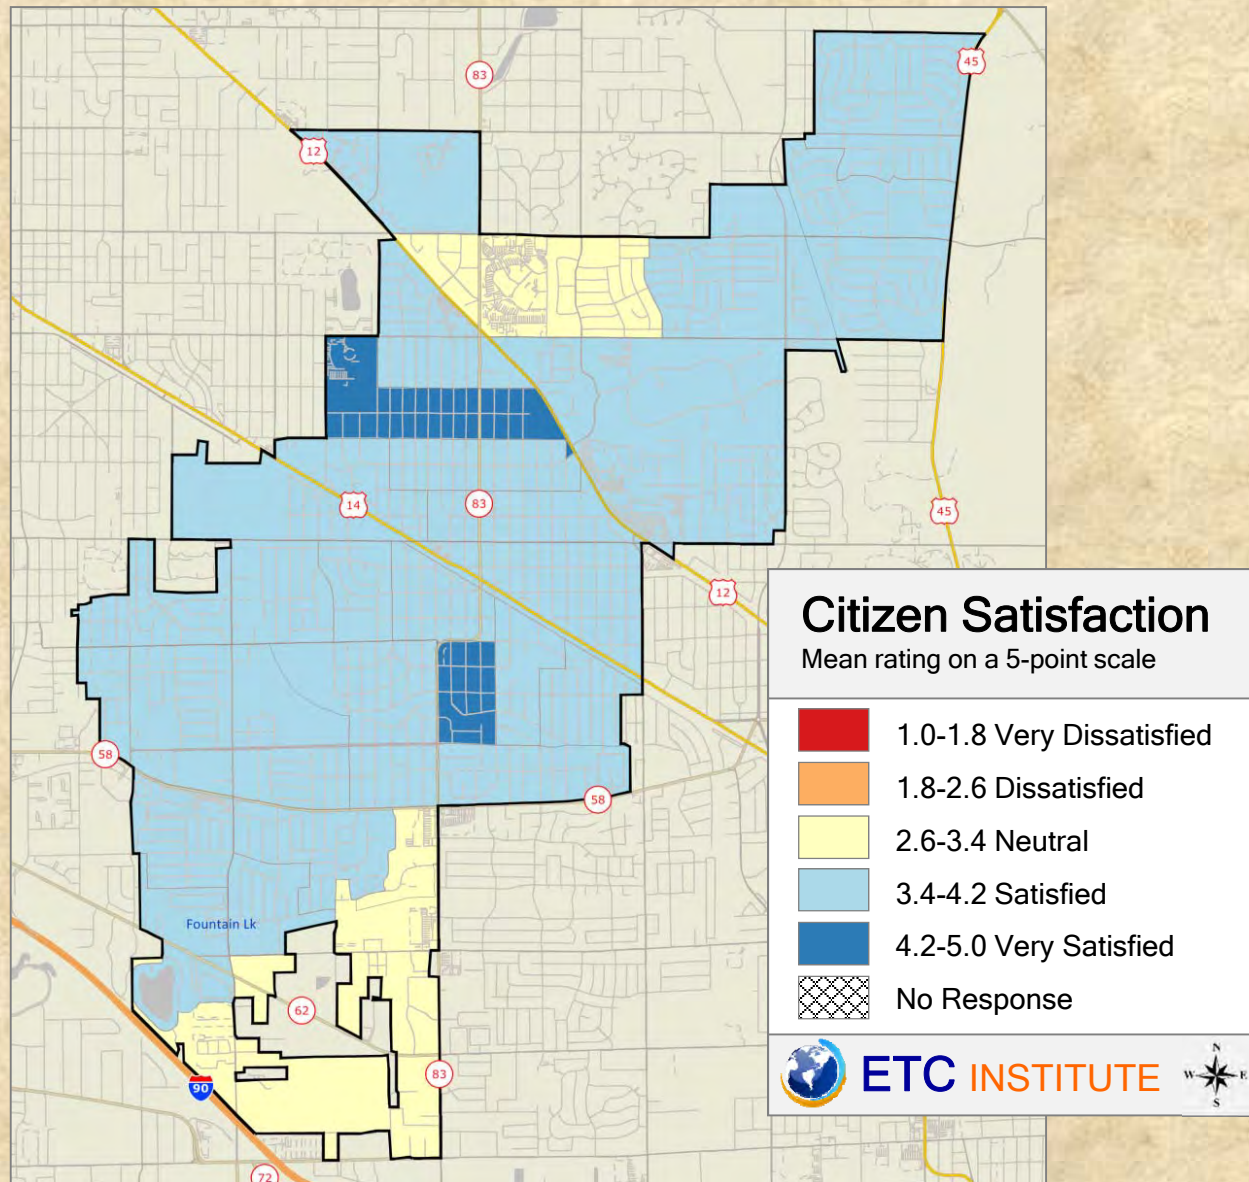 45
83
12
14
83
45
12
58
58
Fountain Lk
62
83
90
72
Citizen Satisfaction
Mean rating on a 5-point scale
1.0-1.8 Very Dissatisfied
1.8-2.6 Dissatisfied
2.6-3.4 Neutral
3.4-4.2 Satisfied
4.2-5.0 Very Satisfied
No Response
ETC INSTITUTE
N
W E
S